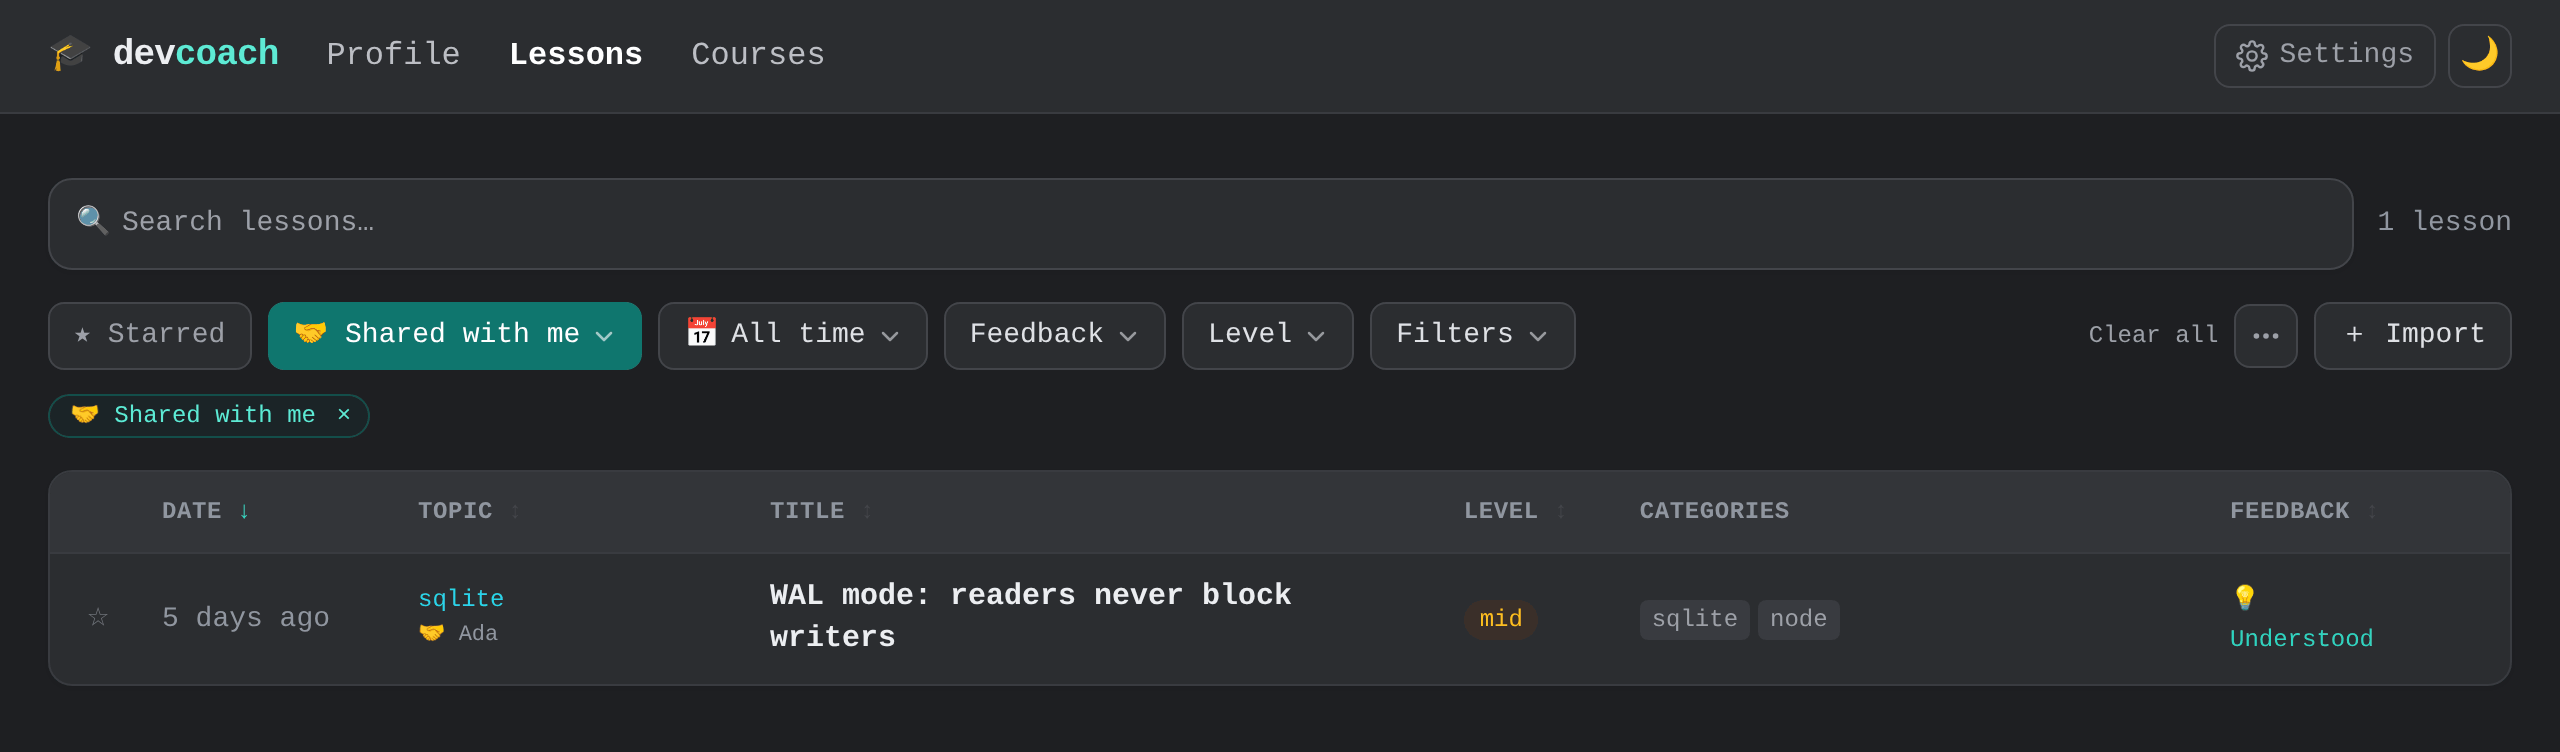 devcoach Profile Lessons Courses Settings
Search lessons… 1 lesson
★ Starred Shared with me All time Feedback Level Filters Clear all ••• + Import
Shared with me ×
DATE ↓ TOPIC ↕ TITLE ↕ LEVEL ↕ CATEGORIES FEEDBACK ↕
☆ 5 days ago sqlite
Ada
WAL mode: readers never block
writers
mid sqlite node
Understood